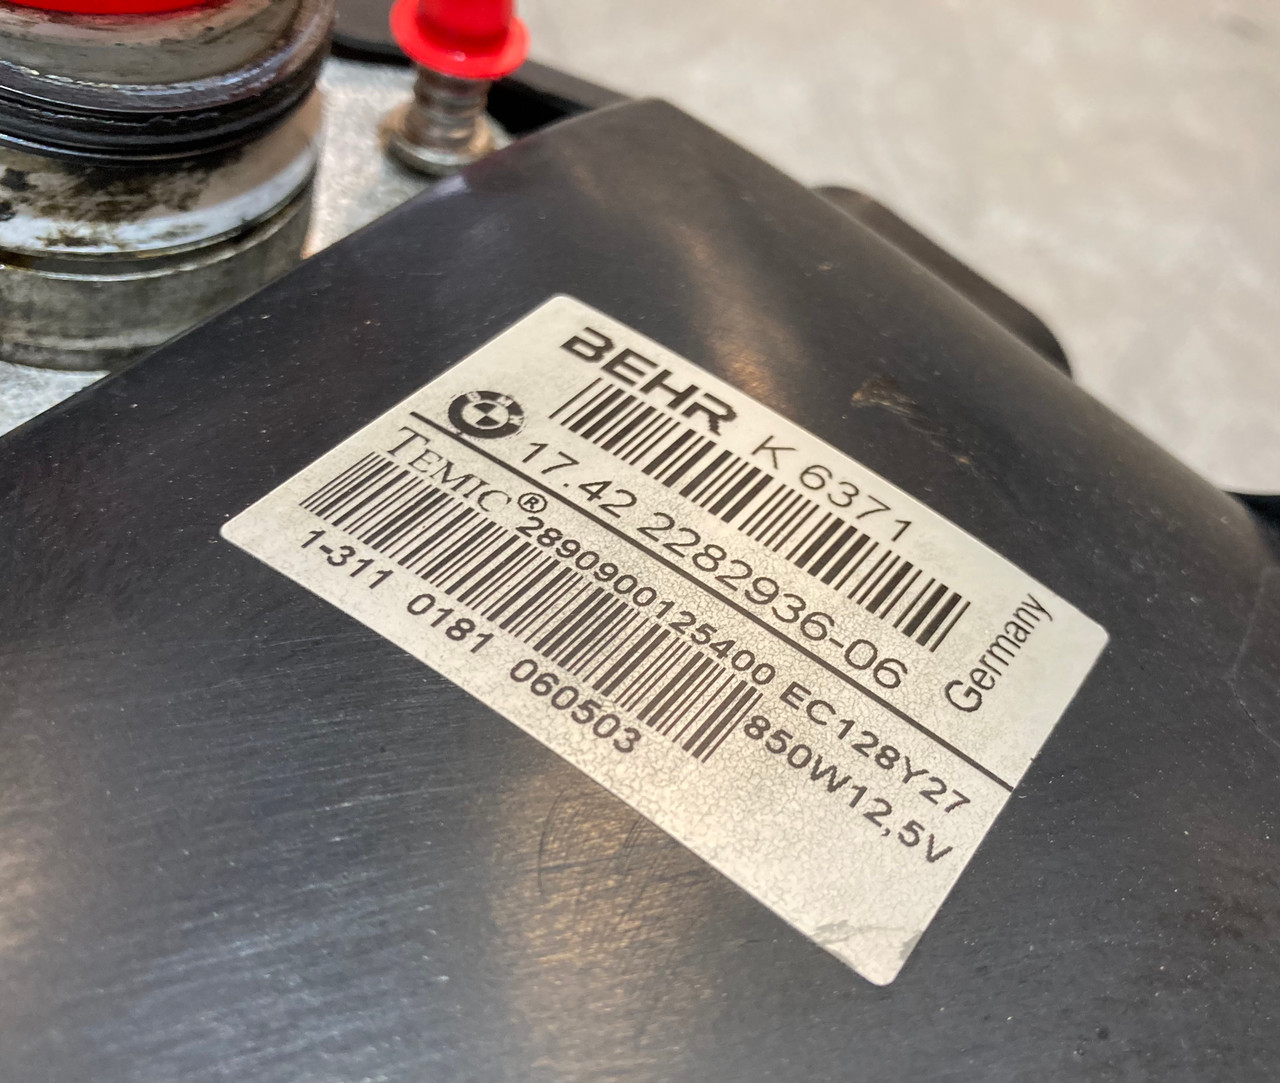 BEHR K 6371
17.42 2282936-06
Germany
TEMIC® 2890900125400 EC128Y27
850W12,5V
1-311 0181 060503